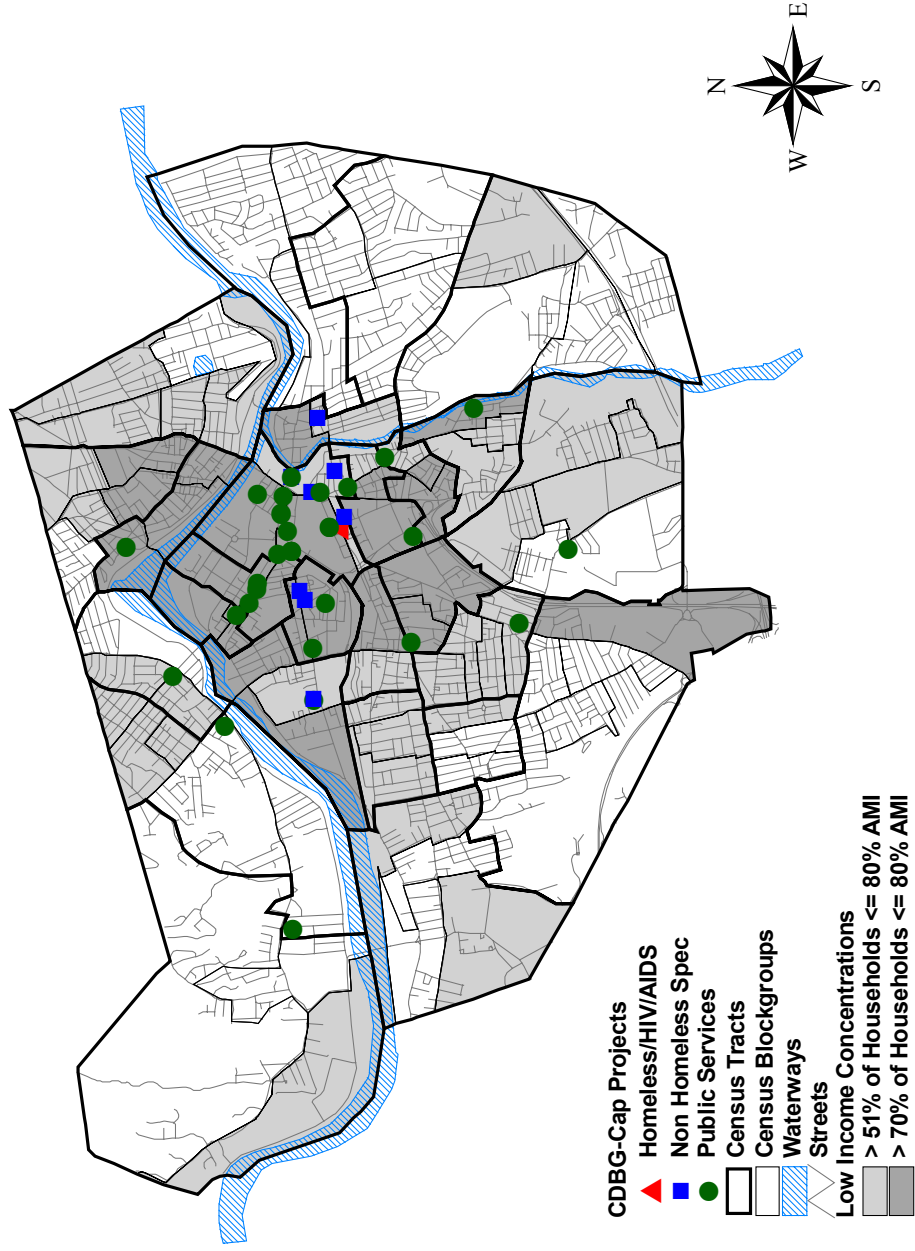 N
E
W
S
CDBG-Cap Projects
Homeless/HIV/AIDS
Non Homeless Spec
Public Services
Census Tracts
Census Blockgroups
Waterways
Streets
Low Income Concentrations
> 51% of Households <= 80% AMI
> 70% of Households <= 80% AMI